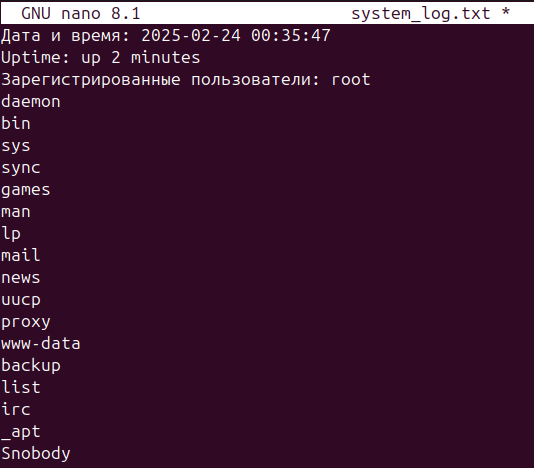 GNU nano 8.1 system_log.txt *
Дата и время: 2025-02-24 00:35:47
Uptime: up 2 minutes
Зарегистрированные пользователи: root
daemon
bin
sys
sync
games
man
lp
mail
news
uucp
proxy
www-data
backup
list
irc
_apt
Snobody